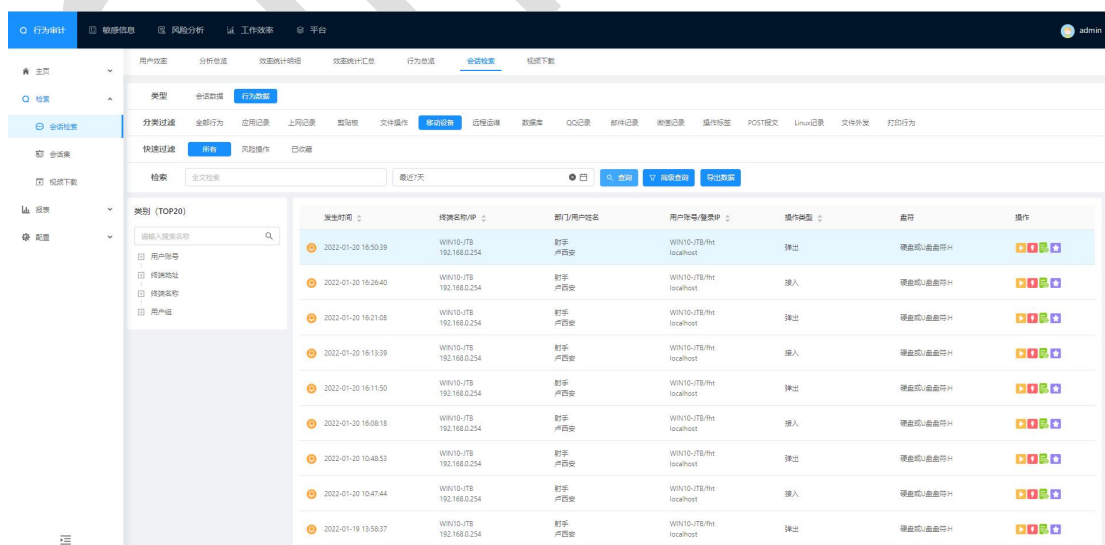 行为审计 敏感信息 风险分析 工作效率 平台 admin
主页
检索
会话检索
会话集
视频下载
报表
配置
用户效率 分析总览 效率统计明细 效率统计汇总 行为总览 会话检索 视频下载
类型 会话数据 行为数据
分类过滤 全部行为 应用记录 上网记录 剪贴板 文件操作 移动设备 远程运维 数据库 QQ记录 邮件记录 微信记录 操作标签 POST报文 Linux记录 文件外发 打印行为
快速过滤 所有 风险操作 已收藏
检索 全文检索 最近7天 查询 高级查询 导出数据
类别（TOP20）
请输入搜索名称
用户账号
终端地址
终端名称
用户组
发生时间 终端名称/IP 部门/用户姓名 用户账号/登录IP 操作类型 盘符 操作
2022-01-20 16:50:39 WIN10-JTB 192.168.0.254 射手 卢西安 WIN10-JTB/fht localhost 弹出 硬盘或U盘盘符:H
2022-01-20 16:26:40 WIN10-JTB 192.168.0.254 射手 卢西安 WIN10-JTB/fht localhost 接入 硬盘或U盘盘符:H
2022-01-20 16:21:08 WIN10-JTB 192.168.0.254 射手 卢西安 WIN10-JTB/fht localhost 弹出 硬盘或U盘盘符:H
2022-01-20 16:13:39 WIN10-JTB 192.168.0.254 射手 卢西安 WIN10-JTB/fht localhost 接入 硬盘或U盘盘符:H
2022-01-20 16:11:50 WIN10-JTB 192.168.0.254 射手 卢西安 WIN10-JTB/fht localhost 弹出 硬盘或U盘盘符:H
2022-01-20 16:08:18 WIN10-JTB 192.168.0.254 射手 卢西安 WIN10-JTB/fht localhost 接入 硬盘或U盘盘符:H
2022-01-20 10:48:53 WIN10-JTB 192.168.0.254 射手 卢西安 WIN10-JTB/fht localhost 弹出 硬盘或U盘盘符:H
2022-01-20 10:47:44 WIN10-JTB 192.168.0.254 射手 卢西安 WIN10-JTB/fht localhost 接入 硬盘或U盘盘符:H
2022-01-19 13:58:37 WIN10-JTB 192.168.0.254 射手 卢西安 WIN10-JTB/fht localhost 弹出 硬盘或U盘盘符:H